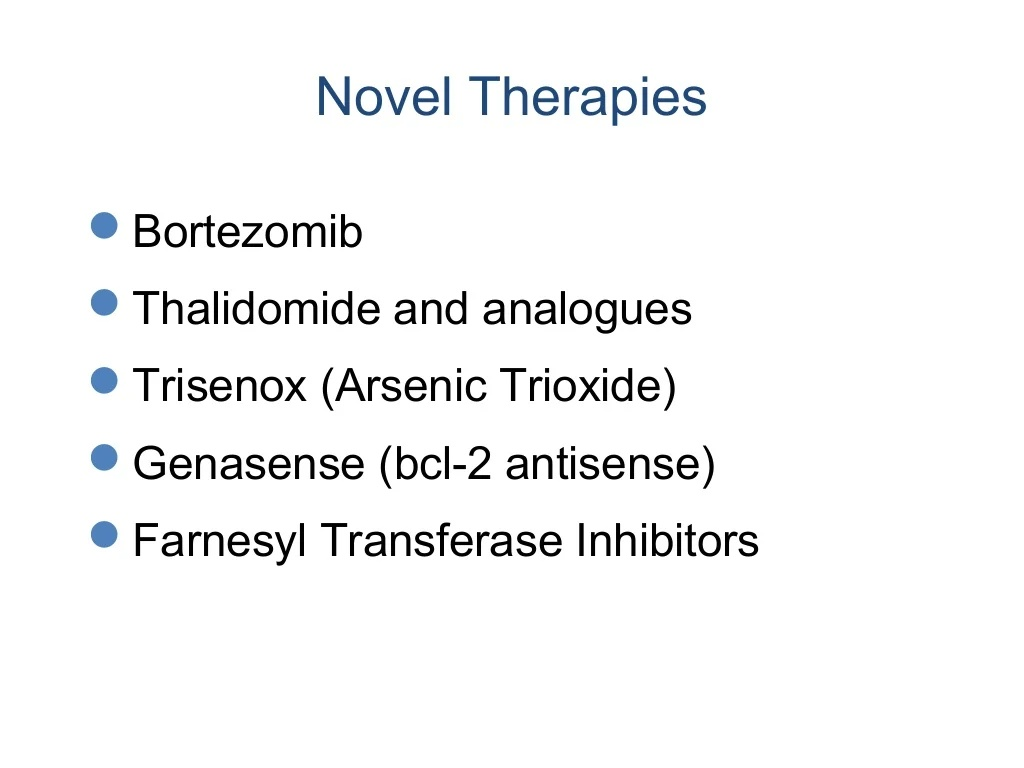 Novel Therapies
Bortezomib
Thalidomide and analogues
Trisenox (Arsenic Trioxide)
Genasense (bcl-2 antisense)
Farnesyl Transferase Inhibitors